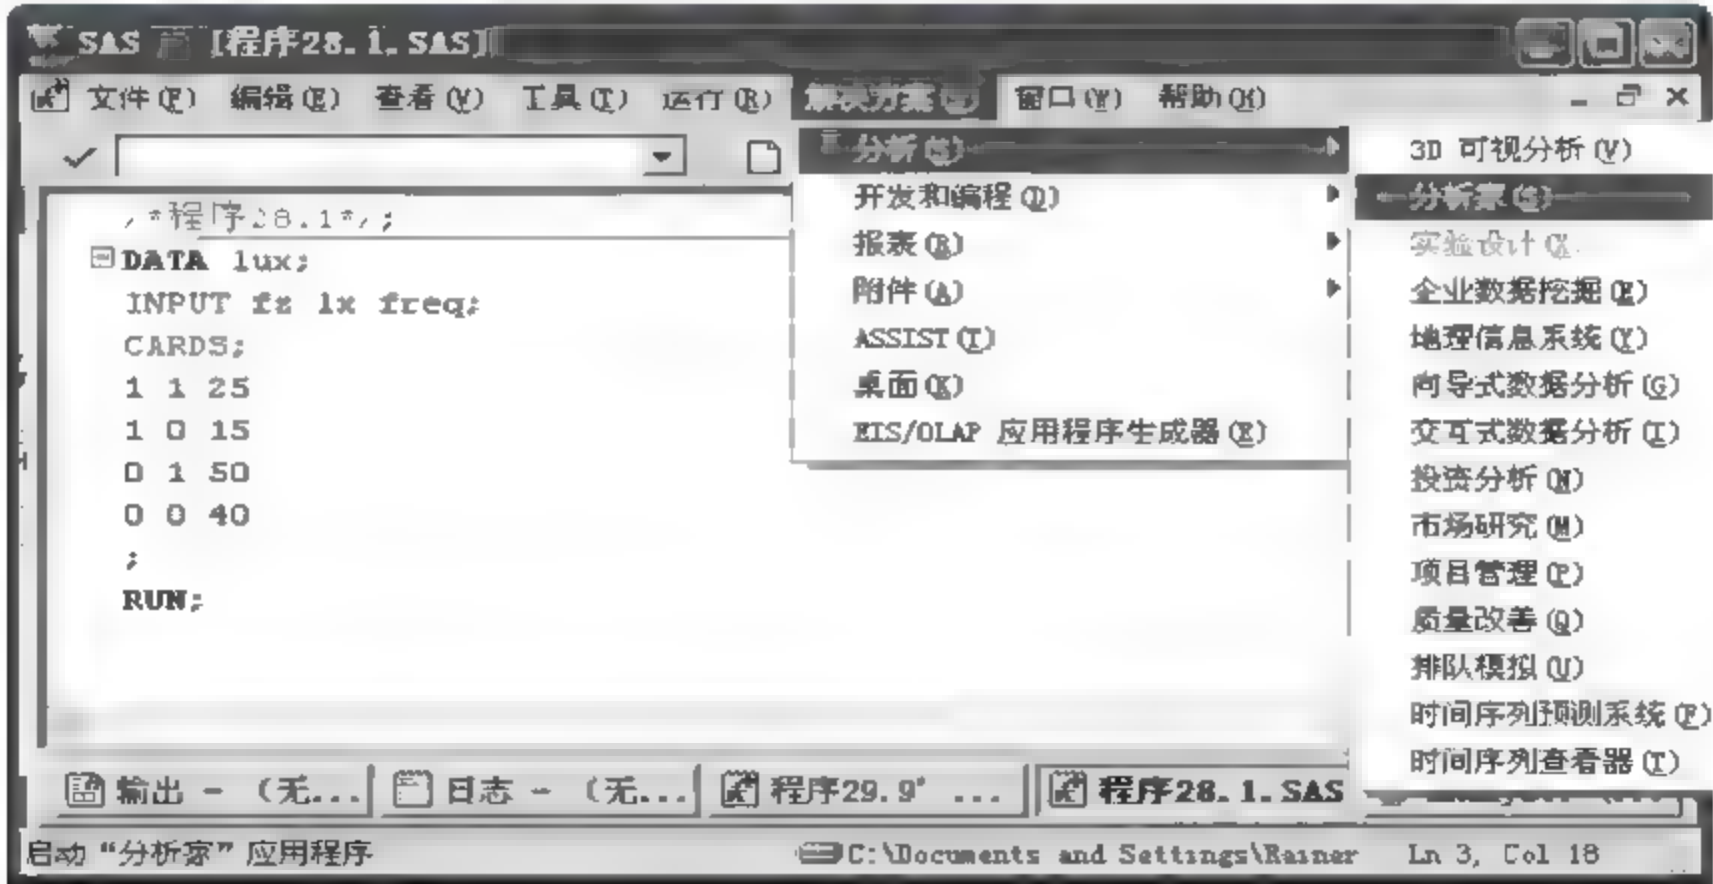 SAS [程序28.1.SAS]
文件(F) 编辑(E) 查看(V) 工具(T) 运行(R) 解决方案(S) 窗口(W) 帮助(H)
分析(S)
开发和编程(D)
报表(R)
附件(A)
ASSIST(T)
桌面(K)
EIS/OLAP 应用程序生成器(E)
3D 可视分析(V)
分析家(S)
实验设计(X)
企业数据挖掘(E)
地理信息系统(Y)
向导式数据分析(G)
交互式数据分析(I)
投资分析(N)
市场研究(M)
项目管理(P)
质量改善(Q)
排队模拟(U)
时间序列预测系统(F)
时间序列查看器(T)
/*程序28.1*/;
DATA lux;
INPUT fz lx freq;
CARDS;
1 1 25
1 0 15
0 1 50
0 0 40
;
RUN;
输出 - (无...
日志 - (无...
程序29.9" ...
程序28.1.SAS
启动“分析家”应用程序
C:\Documents and Settings\Rainer
Ln 3, Col 18